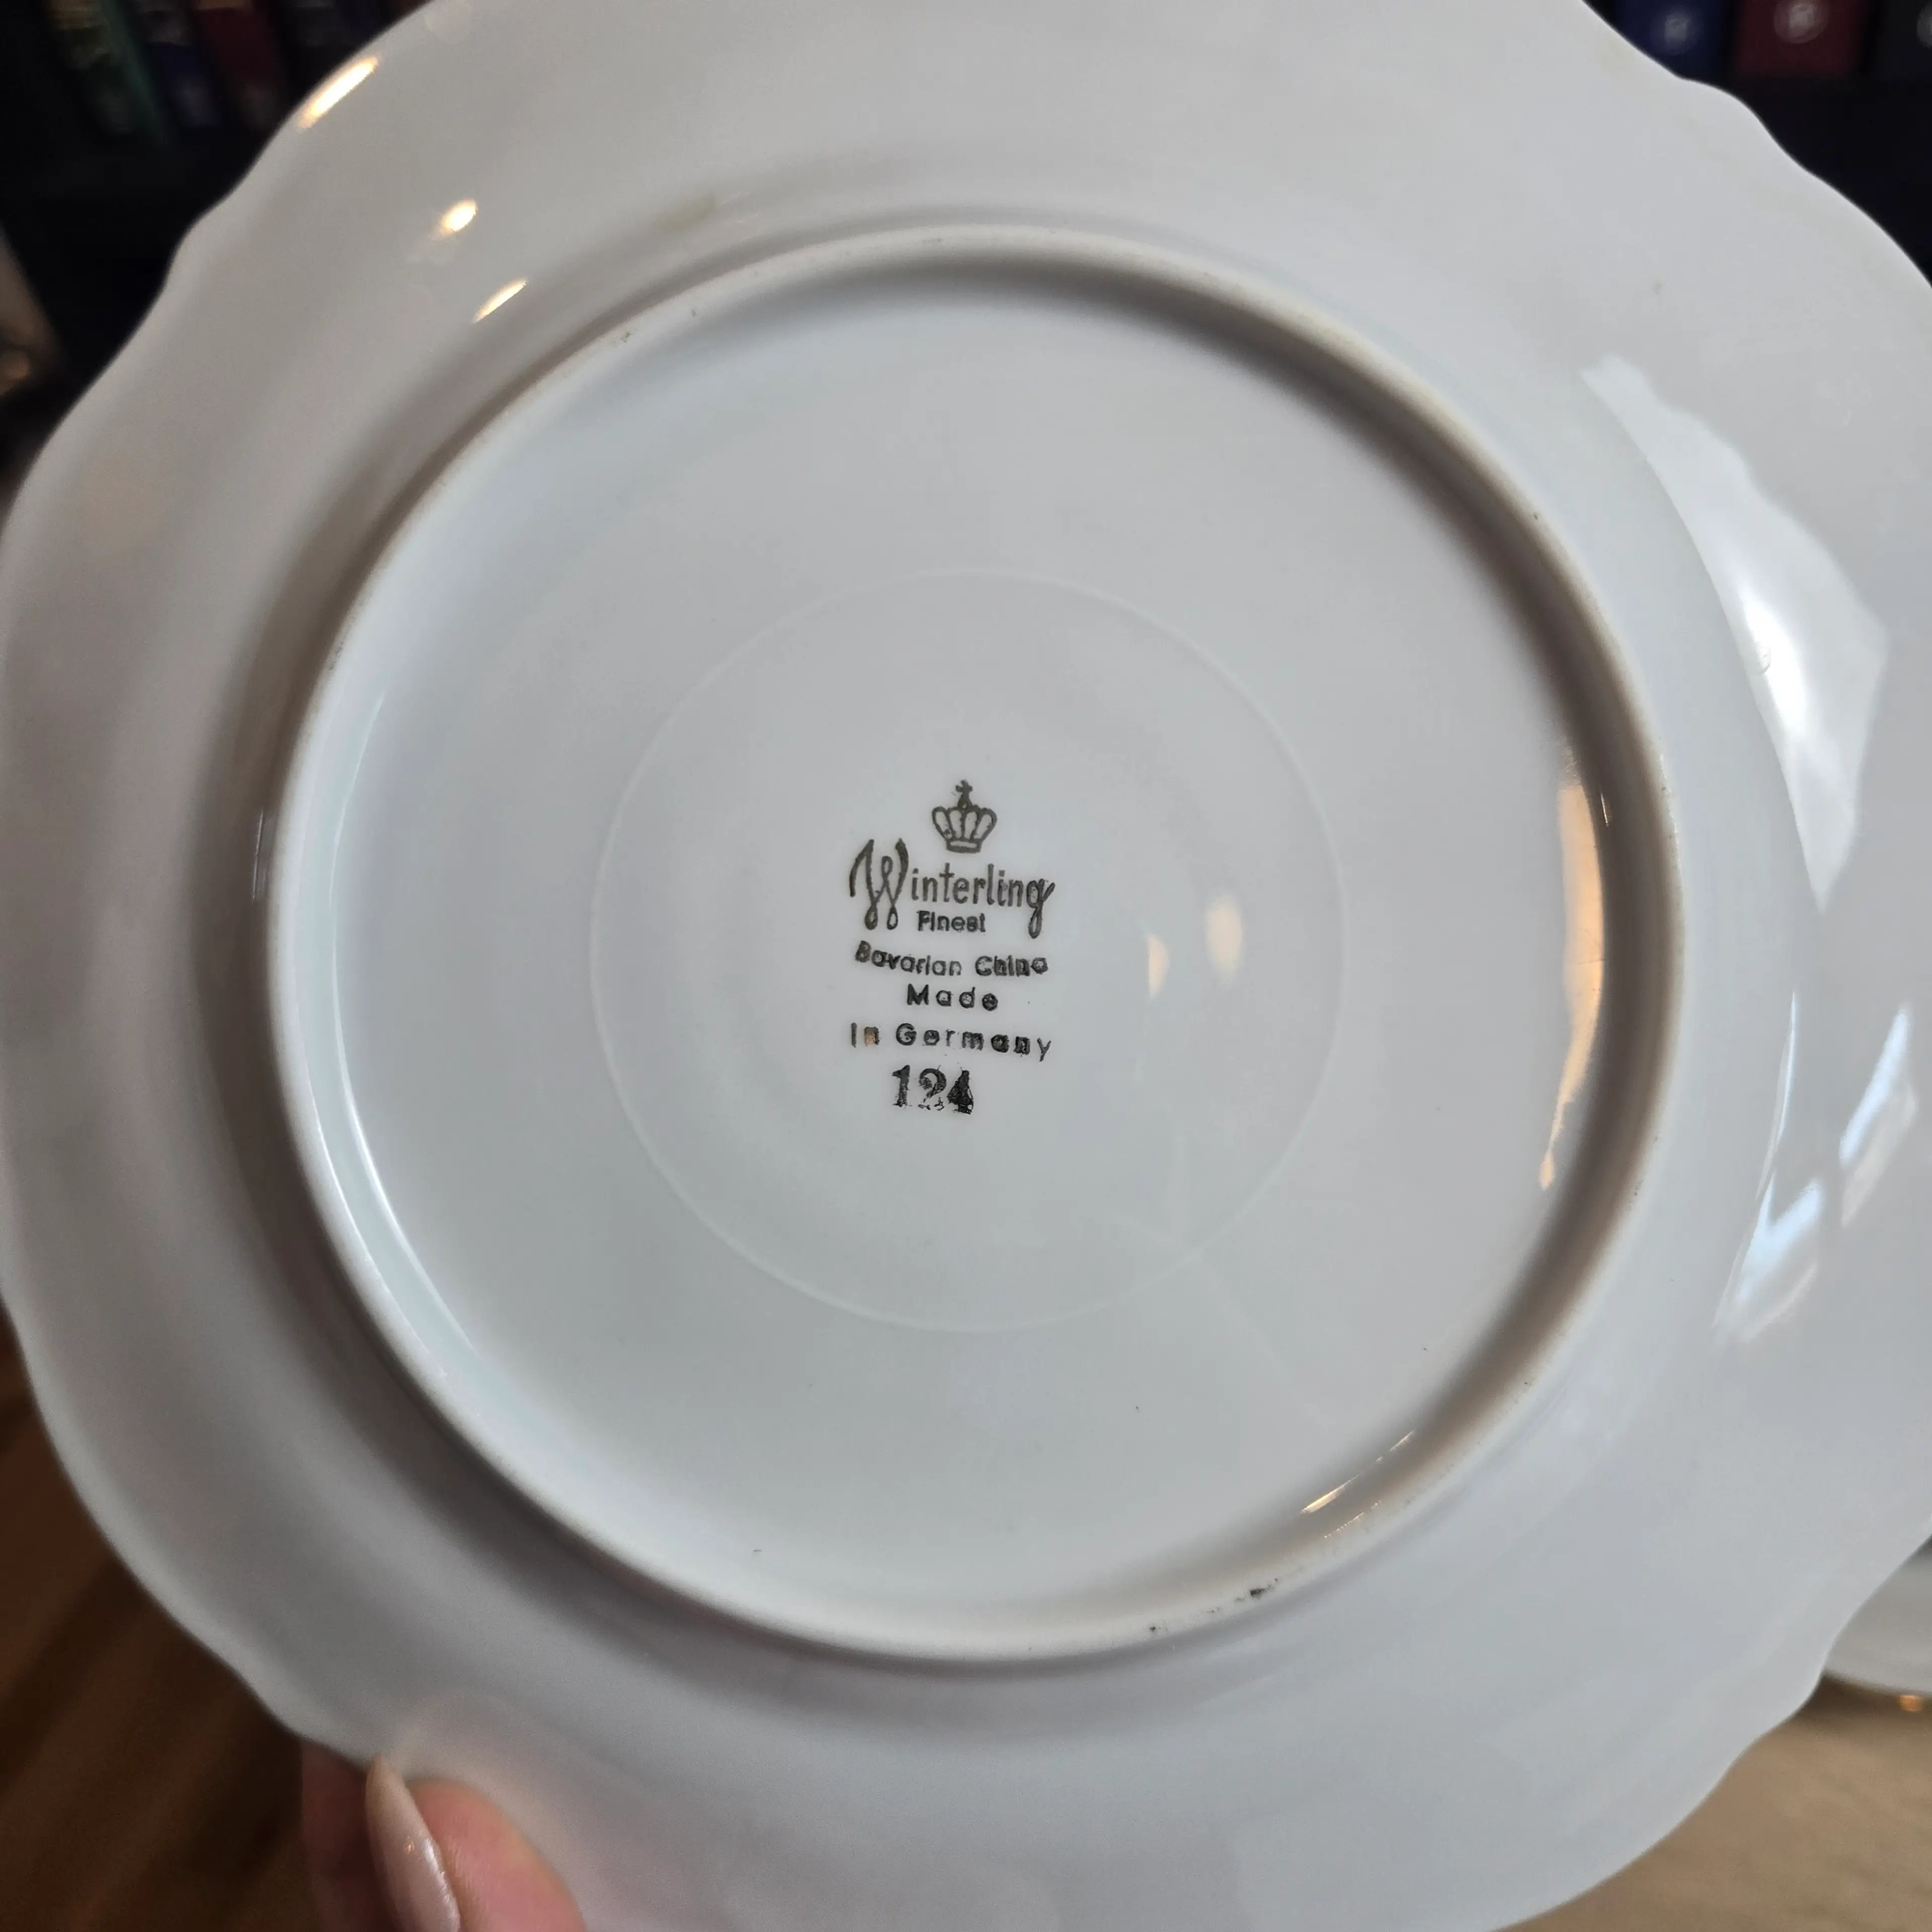 Winterling
Finest
Bavarian China
Made
In Germany
124